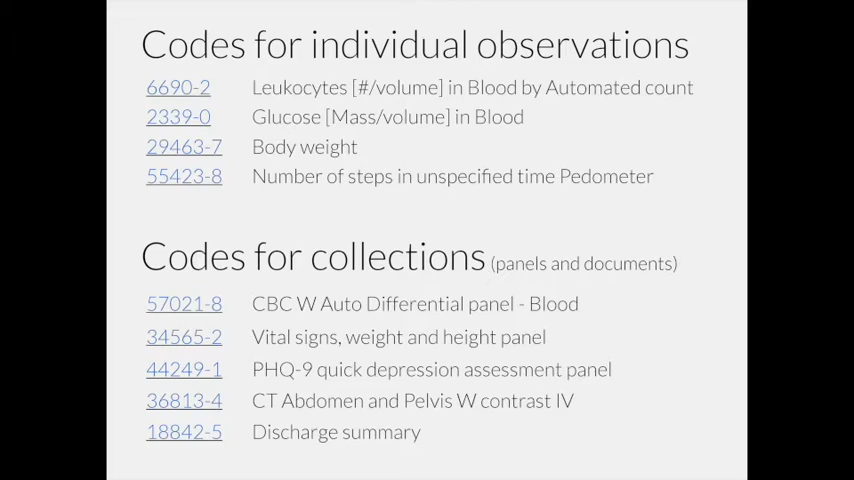 Codes for individual observations
6690-2 Leukocytes [#/volume] in Blood by Automated count
2339-0 Glucose [Mass/volume] in Blood
29463-7 Body weight
55423-8 Number of steps in unspecified time Pedometer
Codes for collections (panels and documents)
57021-8 CBC W Auto Differential panel - Blood
34565-2 Vital signs, weight and height panel
44249-1 PHQ-9 quick depression assessment panel
36813-4 CT Abdomen and Pelvis W contrast IV
18842-5 Discharge summary